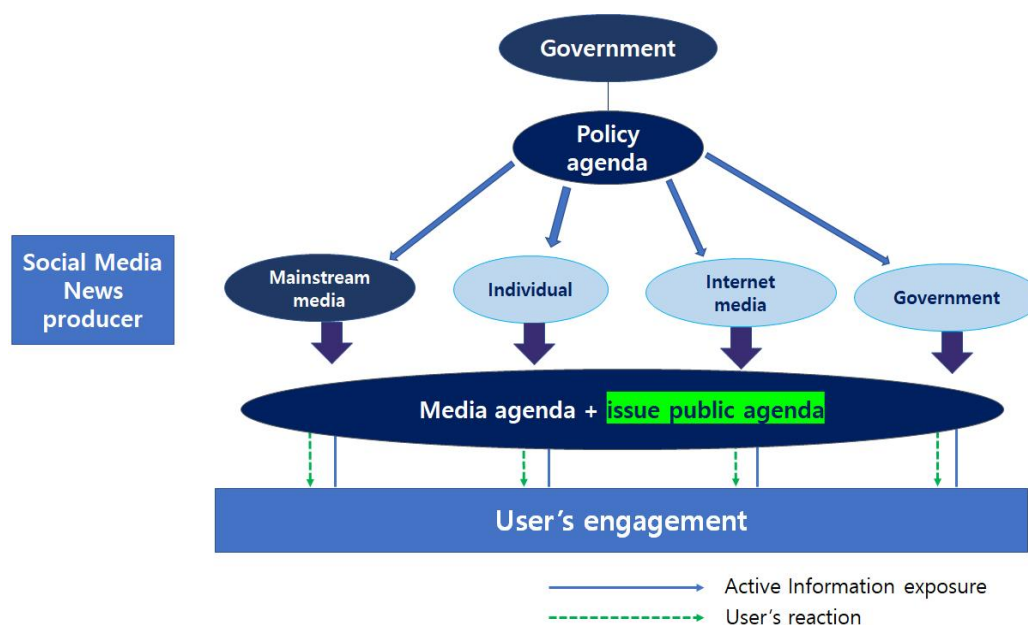 Government
Policy
agenda
Social Media
News
producer
Mainstream
media
Individual
Internet
media
Government
Media agenda + issue public agenda
User’s engagement
Active Information exposure
User’s reaction